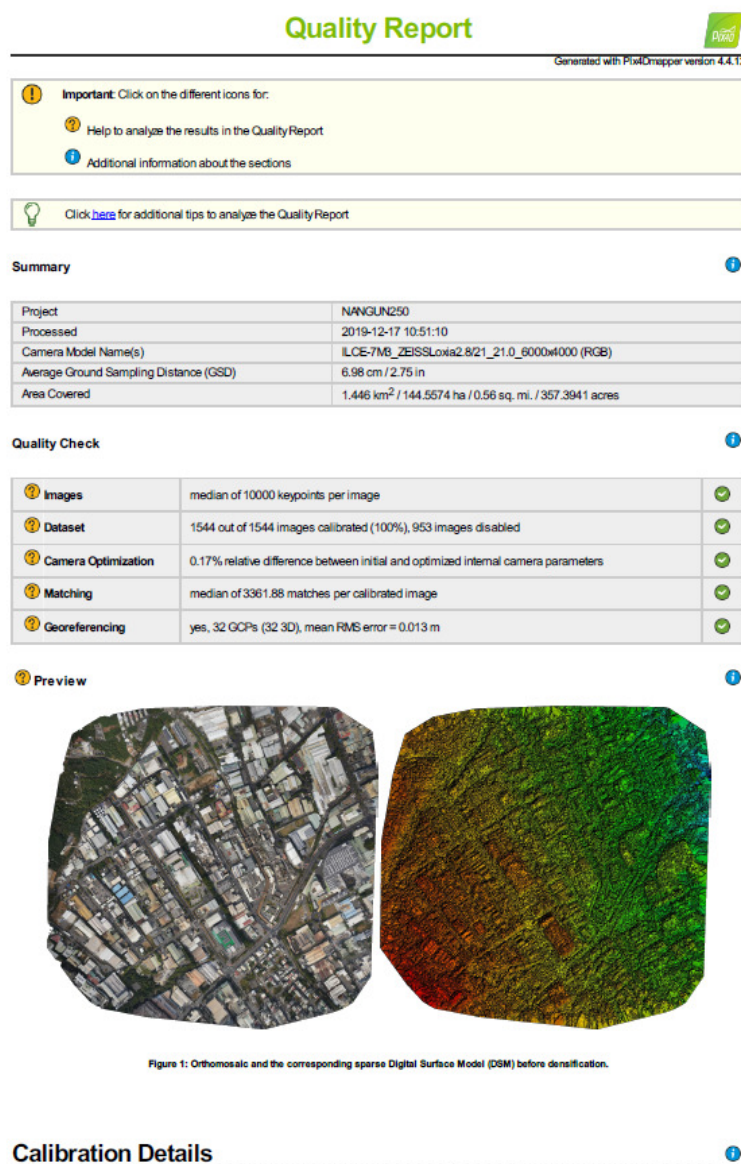 Quality Report
Generated with Pix4Dmapper version 4.4.12
Important: Click on the different icons for:
Help to analyze the results in the Quality Report
Additional information about the sections
Click here for additional tips to analyze the Quality Report
Summary
Project NANGUN250
Processed 2019-12-17 10:51:10
Camera Model Name(s) ILCE-7M3_ZEISSLoxia2.8/21_21.0_6000x4000 (RGB)
Average Ground Sampling Distance (GSD) 6.98 cm / 2.75 in
Area Covered 1.446 km² / 144.5574 ha / 0.56 sq. mi. / 357.3941 acres
Quality Check
Images median of 10000 keypoints per image
Dataset 1544 out of 1544 images calibrated (100%), 953 images disabled
Camera Optimization 0.17% relative difference between initial and optimized internal camera parameters
Matching median of 3361.88 matches per calibrated image
Georeferencing yes, 32 GCPs (32 3D), mean RMS error = 0.013 m
Preview
Figure 1: Orthomosaic and the corresponding sparse Digital Surface Model (DSM) before densification.
Calibration Details